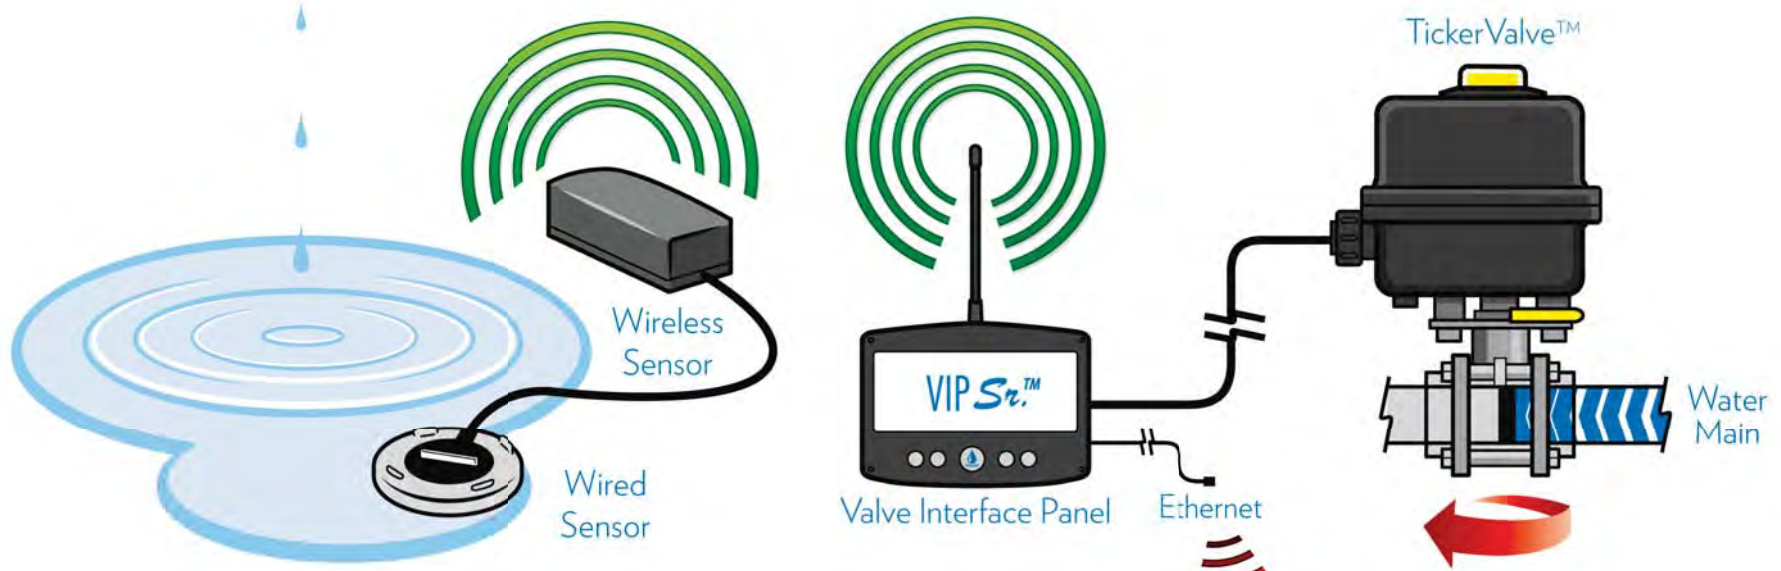 TickerValve™
Wireless
Sensor
VIP Sr.™
Water
Main
Wired
Sensor
Valve Interface Panel
Ethernet